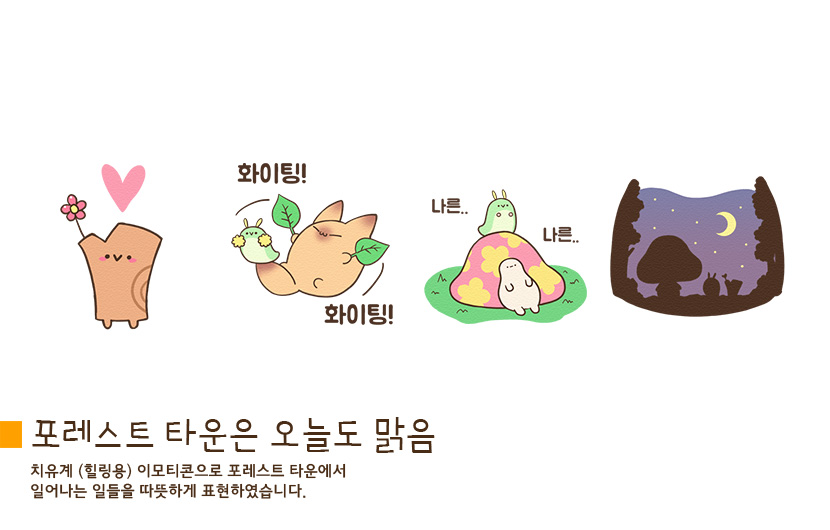 화이팅!
나른..
나른..
화이팅!
포레스트 타운은 오늘도 맑음
치유계 (힐링용) 이모티콘으로 포레스트 타운에서
일어나는 일들을 따뜻하게 표현하였습니다.